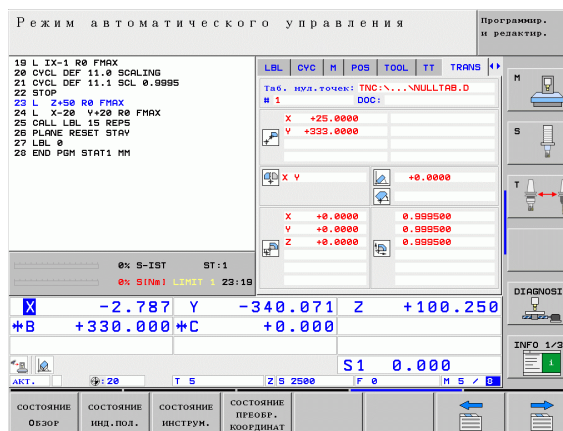 Режим автоматического управления
Программир.
и редактир.
19 L IX-1 R0 FMAX
20 CYCL DEF 11.0 SCALING
21 CYCL DEF 11.1 SCL 0.9995
22 STOP
23 L Z+50 R0 FMAX
24 L X-20 Y+20 R0 FMAX
25 CALL LBL 15 REP5
26 PLANE RESET STAY
27 LBL 0
28 END PGM STAT1 MM
LBL CYC M POS TOOL TT TRANS
Таб. нул.точек: TNC:\...\NULLTAB.D
# 1 DOC:
X +25.0000
Y +333.0000
X Y +0.0000
X +0.0000 0.999500
Y +0.0000 0.999500
Z +0.0000 0.999500
0% S-IST ST:1
0% S[Nm] LIMIT 1 23:19
X -2.787 Y -340.071 Z +100.250
B +330.000 C +0.000
S1 0.000
АКТ. : 20 T 5 Z S 2500 F 0 M 5 / 8
M
S
T
DIAGNOSI
INFO 1/3
СОСТОЯНИЕ
ОБЗОР
СОСТОЯНИЕ
ИНД.ПОЛ.
СОСТОЯНИЕ
ИНСТРУМ.
СОСТОЯНИЕ
ПРЕОБР.
КООРДИНАТ